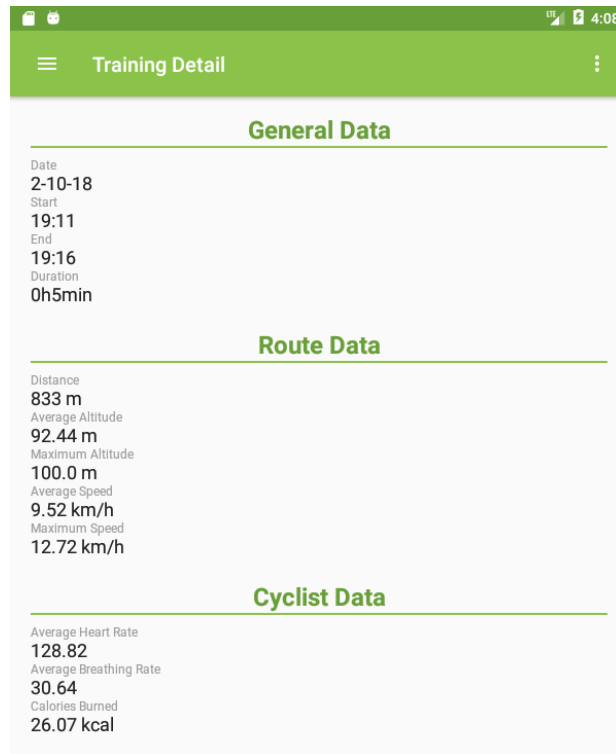 LTE 4:08
Training Detail
General Data
Date
2-10-18
Start
19:11
End
19:16
Duration
0h5min
Route Data
Distance
833 m
Average Altitude
92.44 m
Maximum Altitude
100.0 m
Average Speed
9.52 km/h
Maximum Speed
12.72 km/h
Cyclist Data
Average Heart Rate
128.82
Average Breathing Rate
30.64
Calories Burned
26.07 kcal